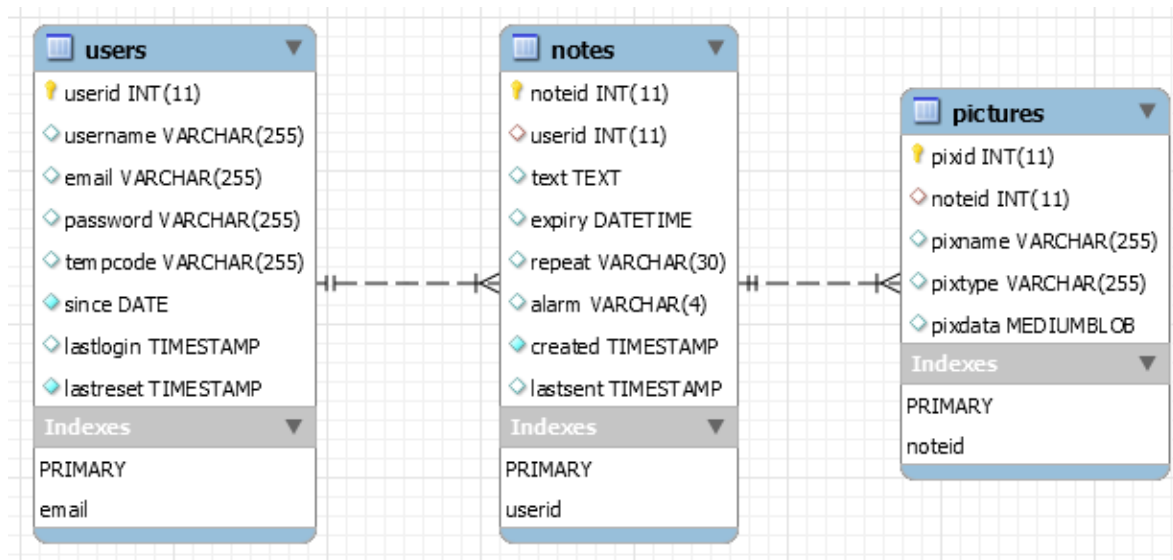 users
userid INT(11)
username VARCHAR(255)
email VARCHAR(255)
password VARCHAR(255)
tempcode VARCHAR(255)
since DATE
lastlogin TIMESTAMP
lastreset TIMESTAMP
Indexes
PRIMARY
email
notes
noteid INT(11)
userid INT(11)
text TEXT
expiry DATETIME
repeat VARCHAR(30)
alarm VARCHAR(4)
created TIMESTAMP
lastsent TIMESTAMP
Indexes
PRIMARY
userid
pictures
pixid INT(11)
noteid INT(11)
pixname VARCHAR(255)
pixtype VARCHAR(255)
pixdata MEDIUMBLOB
Indexes
PRIMARY
noteid